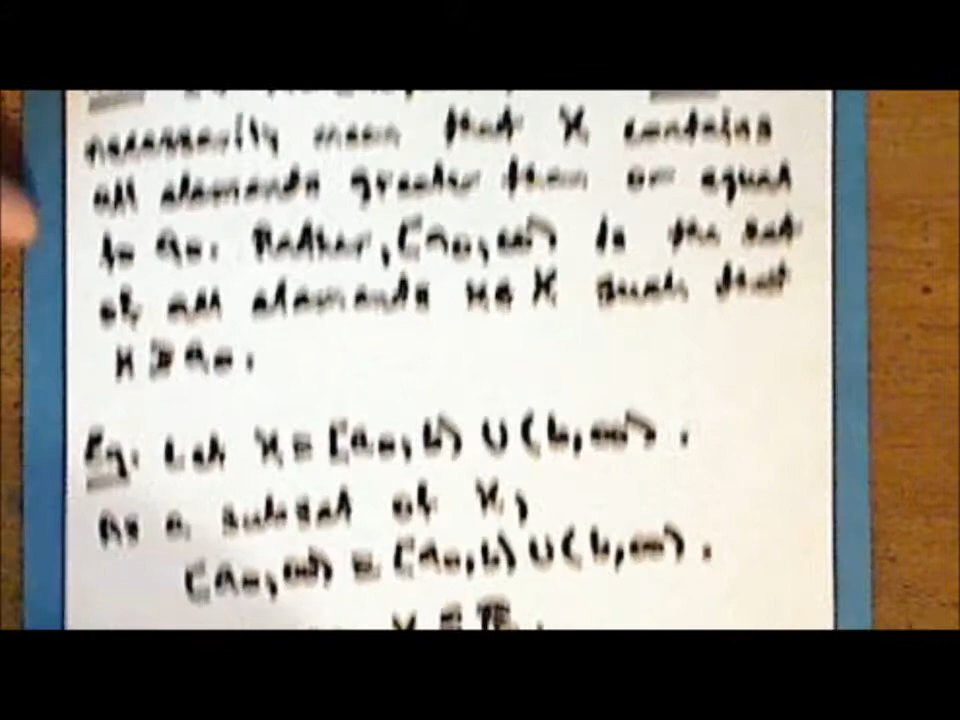 necessarily mean that X contains
all elements greater than or equal
to a₀. Rather, [a₀, ∞) is the set
of all elements x ∈ X such that
x ≥ a₀.
Eg. Let X = [a₀, b) ∪ (b, ∞).
As a subset of X,
[a₀, ∞) = [a₀, b) ∪ (b, ∞).